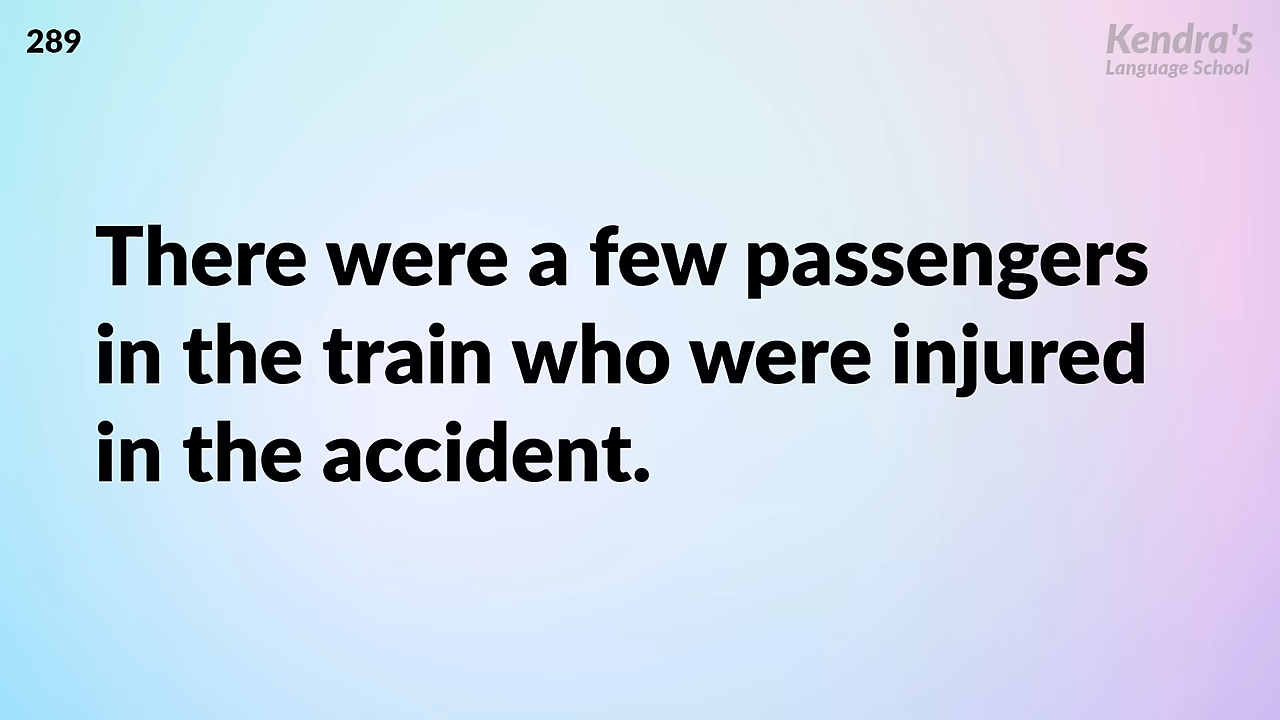 289
Kendra's
Language School
There were a few passengers
in the train who were injured
in the accident.